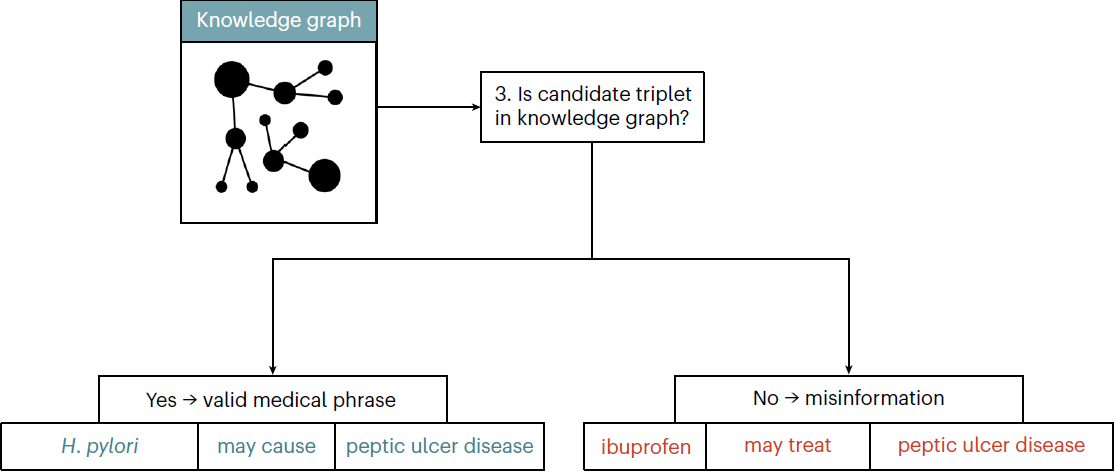 Knowledge graph
3. Is candidate triplet
in knowledge graph?
Yes → valid medical phrase
H. pylori may cause peptic ulcer disease
No → misinformation
ibuprofen may treat peptic ulcer disease